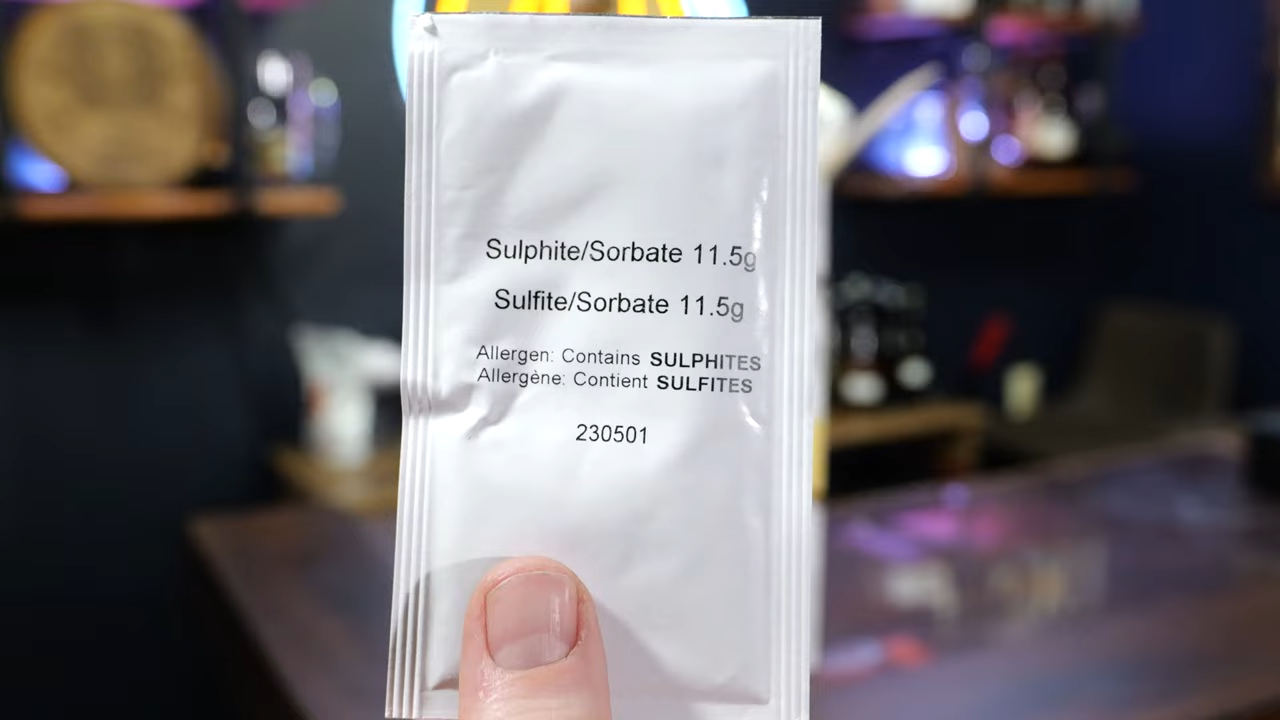 Sulphite/Sorbate 11.5g
Sulfite/Sorbate 11.5g
Allergen: Contains SULPHITES
Allergène: Contient SULFITES
230501